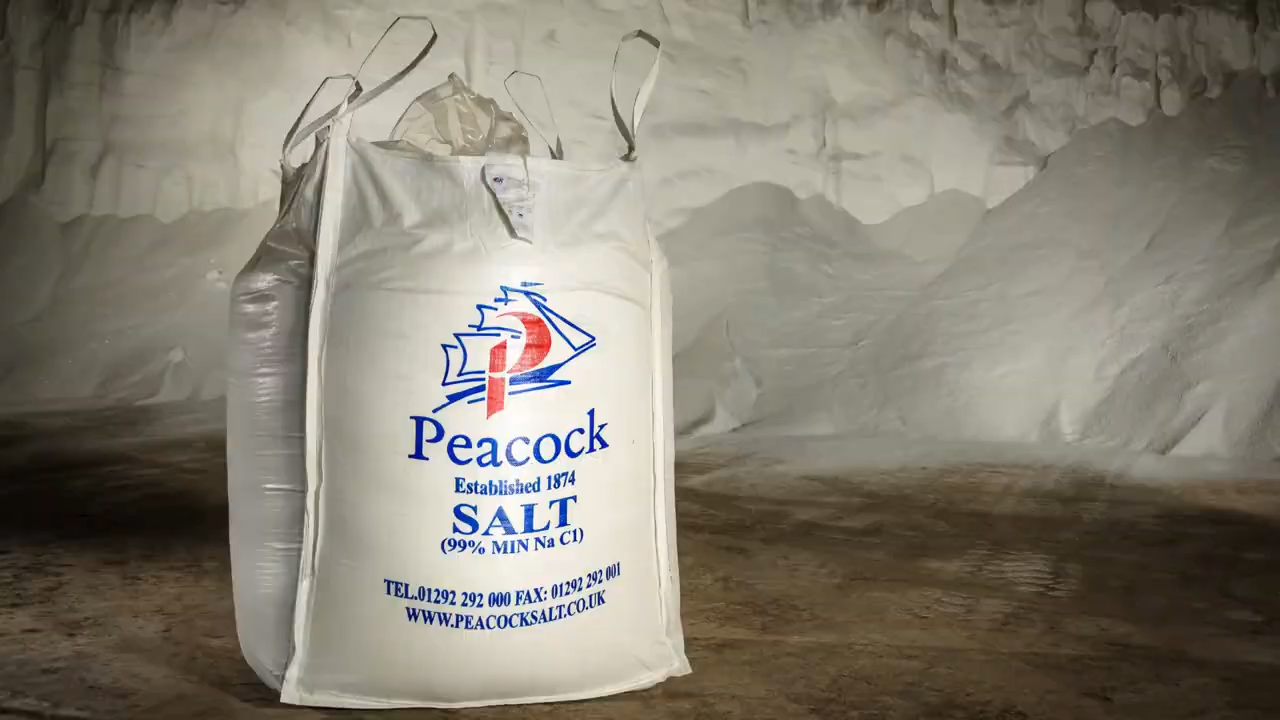 P
Peacock
Established 1874
SALT
(99% MIN Na C1)
TEL.01292 292 000 FAX: 01292 292 001
WWW.PEACOCKSALT.CO.UK